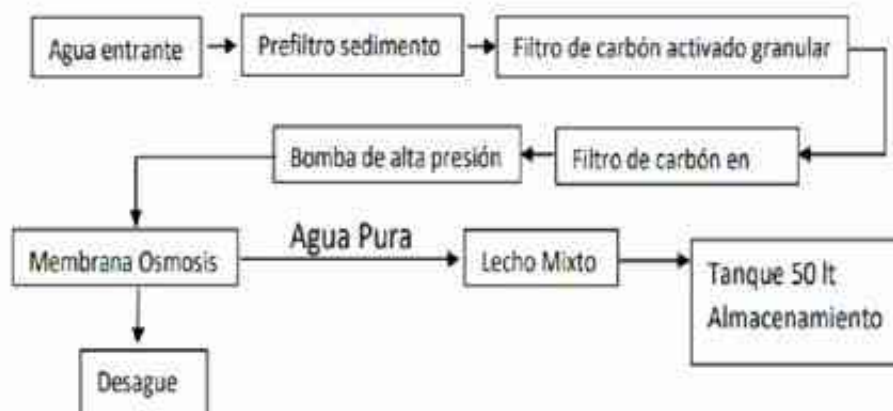 Agua entrante
Prefiltro sedimento
Filtro de carbón activado granular
Bomba de alta presión
Filtro de carbón en
Membrana Osmosis
Agua Pura
Lecho Mixto
Tanque 50 lt
Almacenamiento
Desague